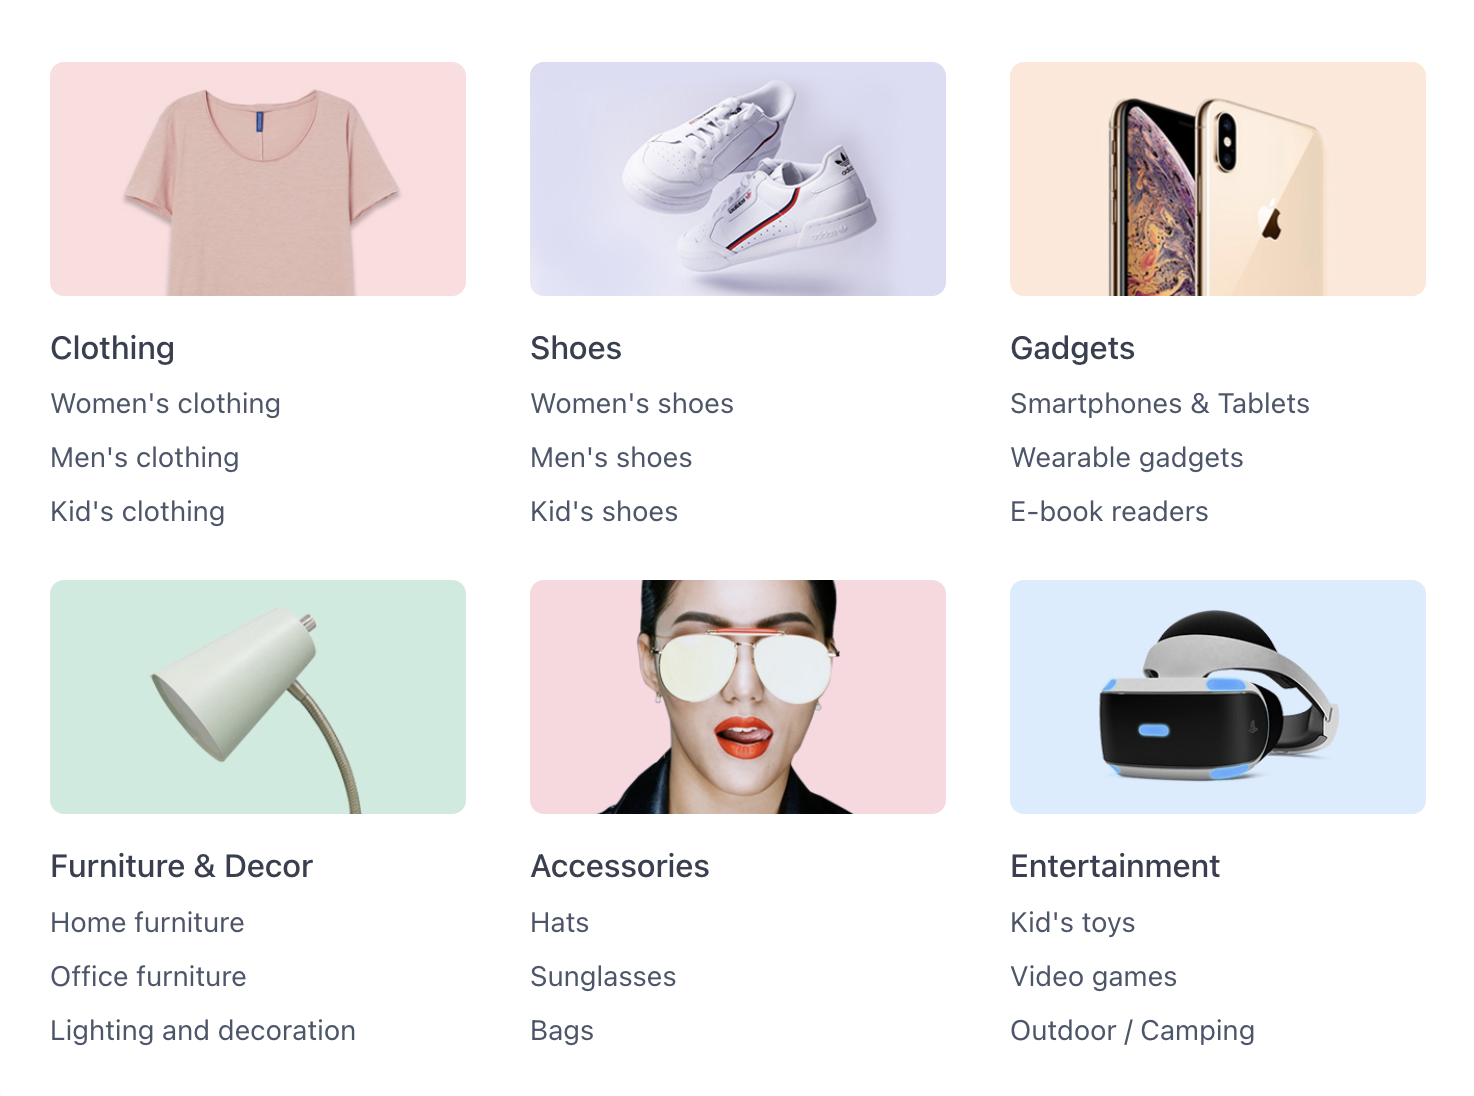 adidas
Clothing
Women's clothing
Men's clothing
Kid's clothing
Shoes
Women's shoes
Men's shoes
Kid's shoes
Gadgets
Smartphones & Tablets
Wearable gadgets
E-book readers
Furniture & Decor
Home furniture
Office furniture
Lighting and decoration
Accessories
Hats
Sunglasses
Bags
Entertainment
Kid's toys
Video games
Outdoor / Camping